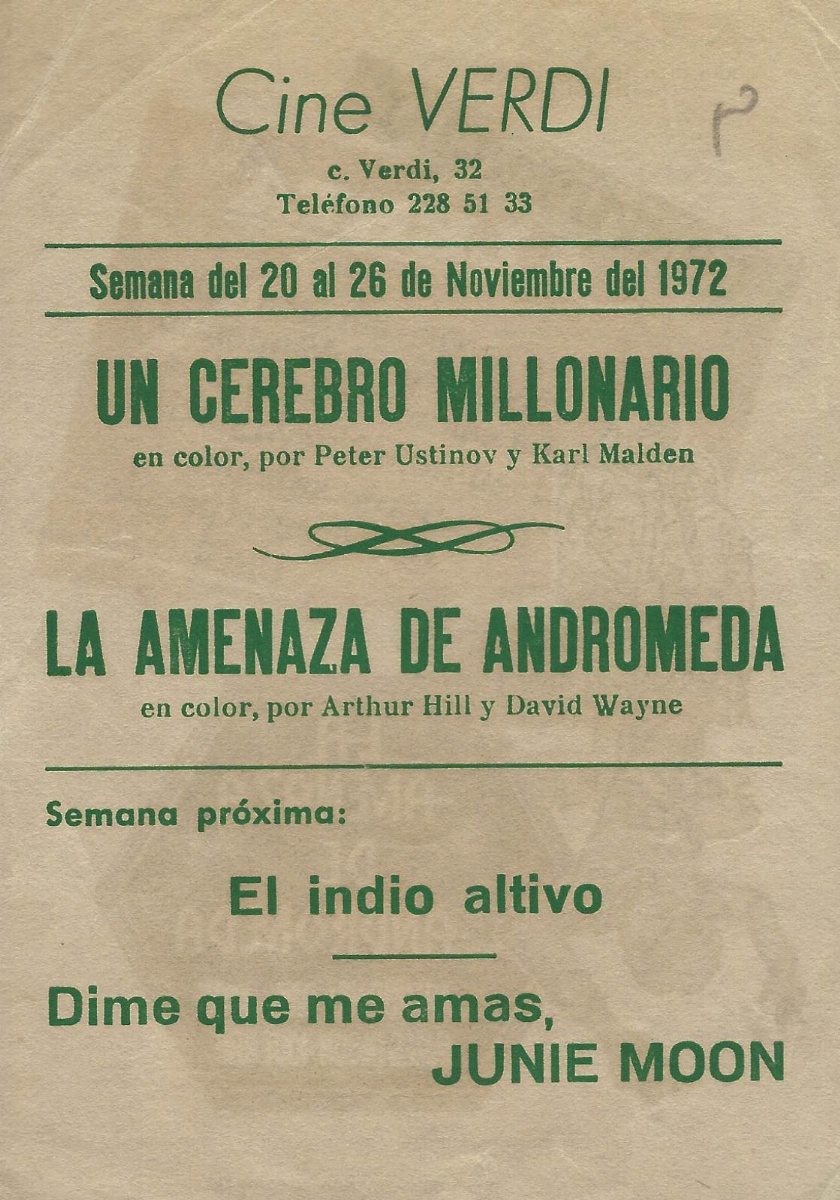 Cine VERDI
c. Verdi, 32
Teléfono 228 51 33
Semana del 20 al 26 de Noviembre del 1972
UN CEREBRO MILLONARIO
en color, por Peter Ustinov y Karl Malden
LA AMENAZA DE ANDROMEDA
en color, por Arthur Hill y David Wayne
Semana próxima:
El indio altivo
Dime que me amas,
JUNIE MOON